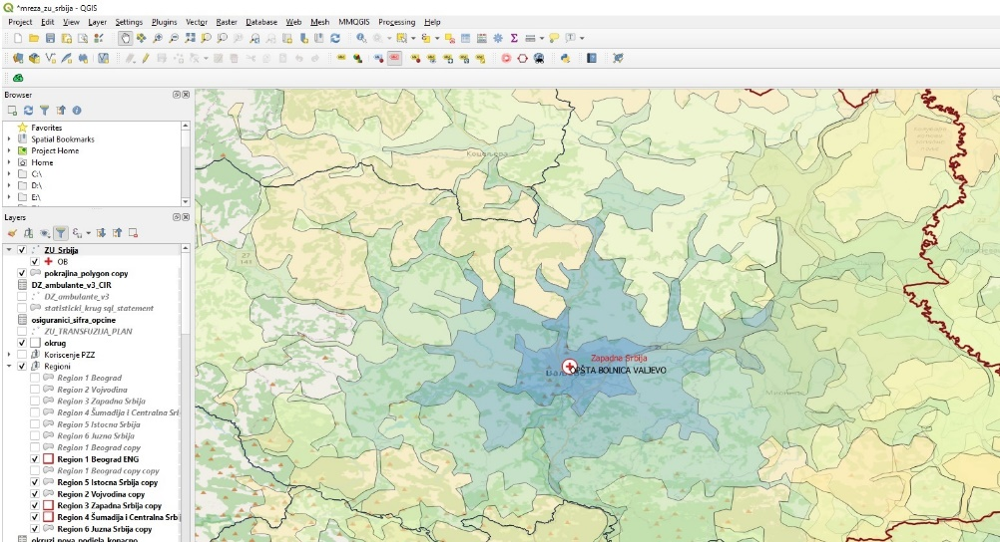 *mreza_zu_srbija - QGIS
Project Edit View Layer Settings Plugins Vector Raster Database Web Mesh MMQGIS Processing Help
Browser
Favorites
Spatial Bookmarks
Project Home
Home
C:\
D:\
E:\
Layers
ZU_Srbija
OB
pokrajina_polygon copy
DZ_ambulante_v3_CIR
DZ_ambulante_v3
statisticki_krug sql_statement
osiguranici_sifra_opcine
ZU_TRANSFUZIJA_PLAN
okrug
Koriscenje PZZ
Regioni
Region 1 Beograd
Region 2 Vojvodina
Region 3 Zapadna Srbija
Region 4 Šumadija i Centralna Srl
Region 5 Istocna Srbija
Region 6 Juzna Srbija
Region 1 Beograd copy
Region 1 Beograd ENG
Region 1 Beograd copy copy
Region 5 Istocna Srbija copy
Region 2 Vojvodina copy
Region 3 Zapadna Srbija copy
Region 4 Šumadija i Centralna Srb
Region 6 Juzna Srbija copy
okruzi_nova_podjela_konacno
Коцељева
27
141
Zapadna Srbija
OPŠTA BOLNICA VALJEVO